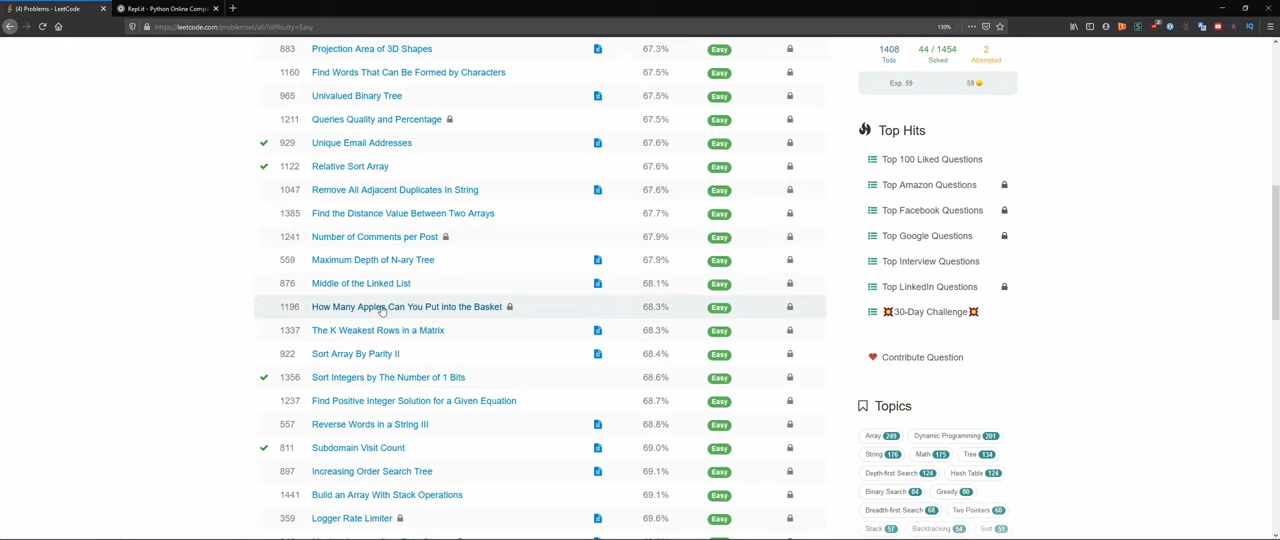 (4) Problems - LeetCode
Repl.it - Python Online Compil
https://leetcode.com/problemset/all/?difficulty=Easy
130%
883 Projection Area of 3D Shapes 67.3% Easy
1160 Find Words That Can Be Formed by Characters 67.5% Easy
965 Univalued Binary Tree 67.5% Easy
1211 Queries Quality and Percentage 67.5% Easy
929 Unique Email Addresses 67.6% Easy
1122 Relative Sort Array 67.6% Easy
1047 Remove All Adjacent Duplicates In String 67.6% Easy
1385 Find the Distance Value Between Two Arrays 67.7% Easy
1241 Number of Comments per Post 67.9% Easy
559 Maximum Depth of N-ary Tree 67.9% Easy
876 Middle of the Linked List 68.1% Easy
1196 How Many Apples Can You Put into the Basket 68.3% Easy
1337 The K Weakest Rows in a Matrix 68.3% Easy
922 Sort Array By Parity II 68.4% Easy
1356 Sort Integers by The Number of 1 Bits 68.6% Easy
1237 Find Positive Integer Solution for a Given Equation 68.7% Easy
557 Reverse Words in a String III 68.8% Easy
811 Subdomain Visit Count 69.0% Easy
897 Increasing Order Search Tree 69.1% Easy
1441 Build an Array With Stack Operations 69.1% Easy
359 Logger Rate Limiter 69.6% Easy
1408 44 / 1454 2
Todo Solved Attempted
Exp. 59 59
Top Hits
Top 100 Liked Questions
Top Amazon Questions
Top Facebook Questions
Top Google Questions
Top Interview Questions
Top LinkedIn Questions
30-Day Challenge
Contribute Question
Topics
Array 249 Dynamic Programming 201
String 176 Math 175 Tree 134
Depth-first Search 124 Hash Table 124
Binary Search 84 Greedy 80
Breadth-first Search 68 Two Pointers 60
Stack 57 Backtracking 54 Sort 51